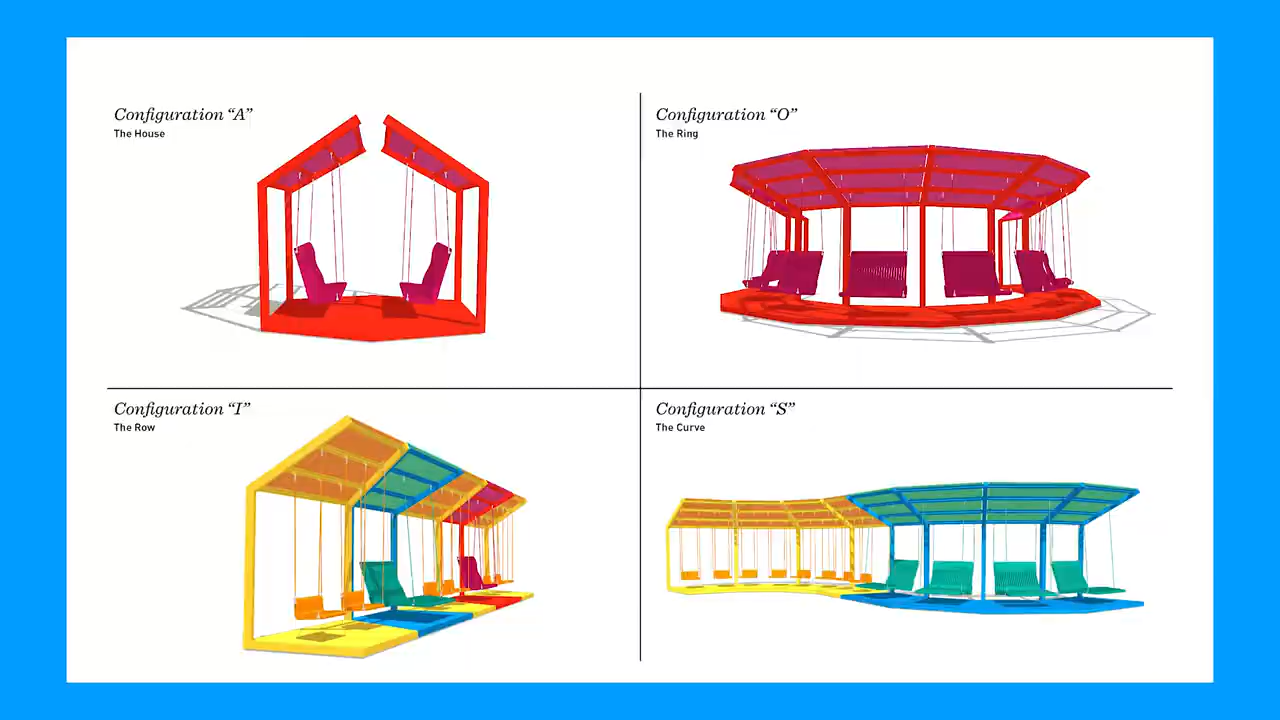 Configuration “A”
The House
Configuration “O”
The Ring
Configuration “I”
The Row
Configuration “S”
The Curve